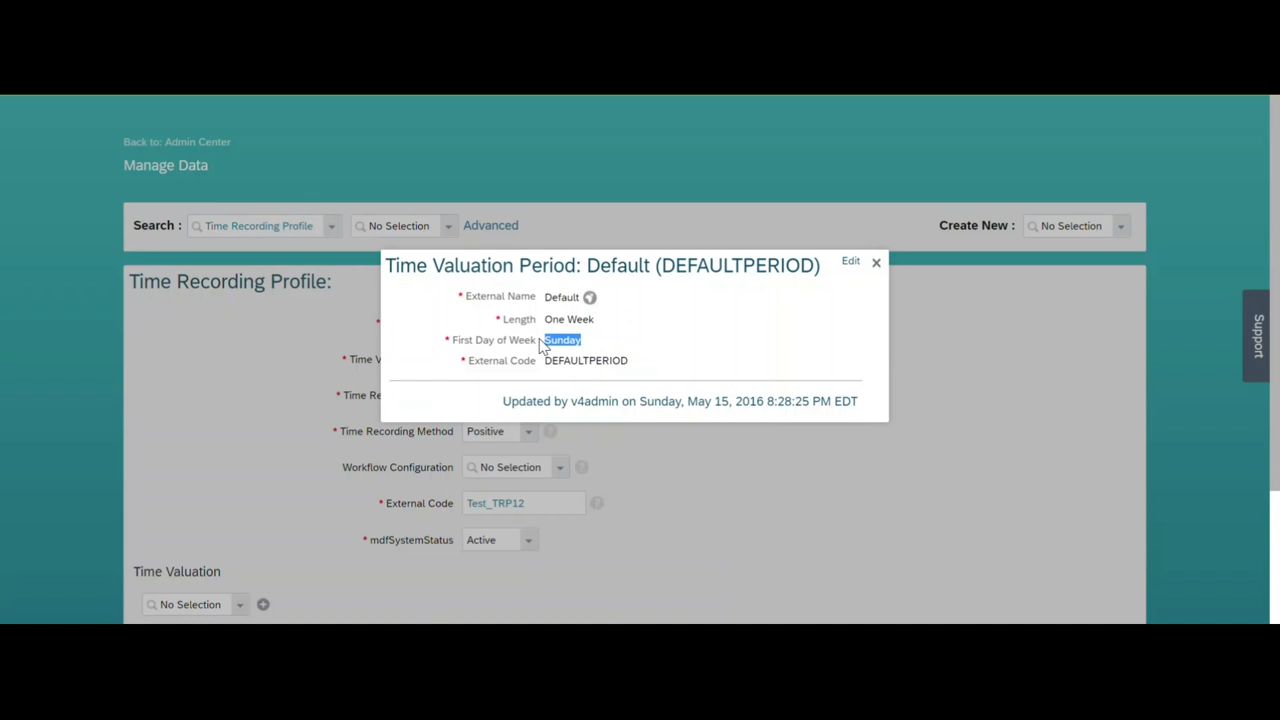 Back to: Admin Center
Manage Data
Search : Time Recording Profile No Selection Advanced Create New : No Selection
Time Valuation Period: Default (DEFAULTPERIOD) Edit
Time Recording Profile:
* External Name Default
* Length One Week
* First Day of Week Sunday
* Time V
* External Code DEFAULTPERIOD
* Time Re
Updated by v4admin on Sunday, May 15, 2016 8:28:25 PM EDT
* Time Recording Method Positive
Workflow Configuration No Selection
* External Code Test_TRP12
* mdfSystemStatus Active
Time Valuation
No Selection
Support